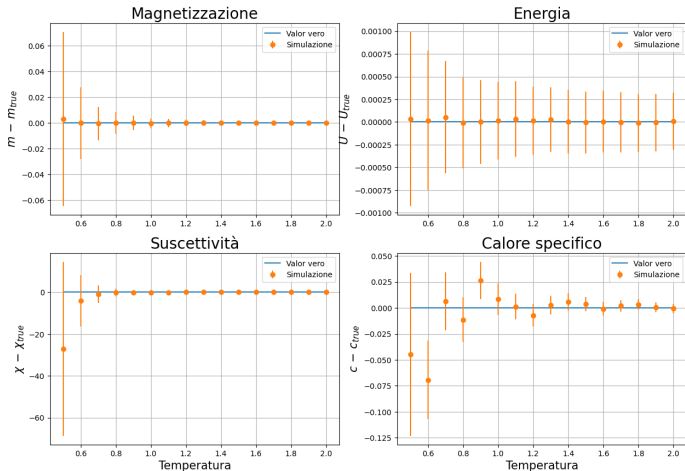 Magnetizzazione
m − m_true
0.06
0.04
0.02
0.00
−0.02
−0.04
−0.06
0.6 0.8 1.0 1.2 1.4 1.6 1.8 2.0
Valor vero
Simulazione
Energia
U − U_true
0.00100
0.00075
0.00050
0.00025
0.00000
−0.00025
−0.00050
−0.00075
−0.00100
0.6 0.8 1.0 1.2 1.4 1.6 1.8 2.0
Valor vero
Simulazione
Suscettività
χ − χ_true
0
−20
−40
−60
0.6 0.8 1.0 1.2 1.4 1.6 1.8 2.0
Temperatura
Valor vero
Simulazione
Calore specifico
c − c_true
0.050
0.025
0.000
−0.025
−0.050
−0.075
−0.100
−0.125
0.6 0.8 1.0 1.2 1.4 1.6 1.8 2.0
Temperatura
Valor vero
Simulazione